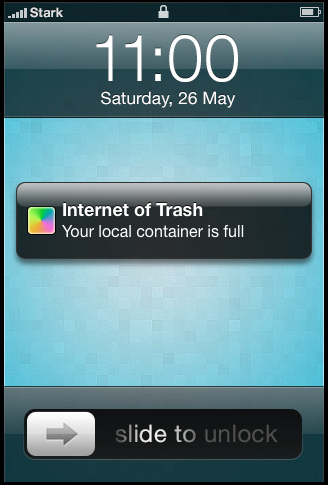 Stark
11:00
Saturday, 26 May
Internet of Trash
Your local container is full
slide to unlock